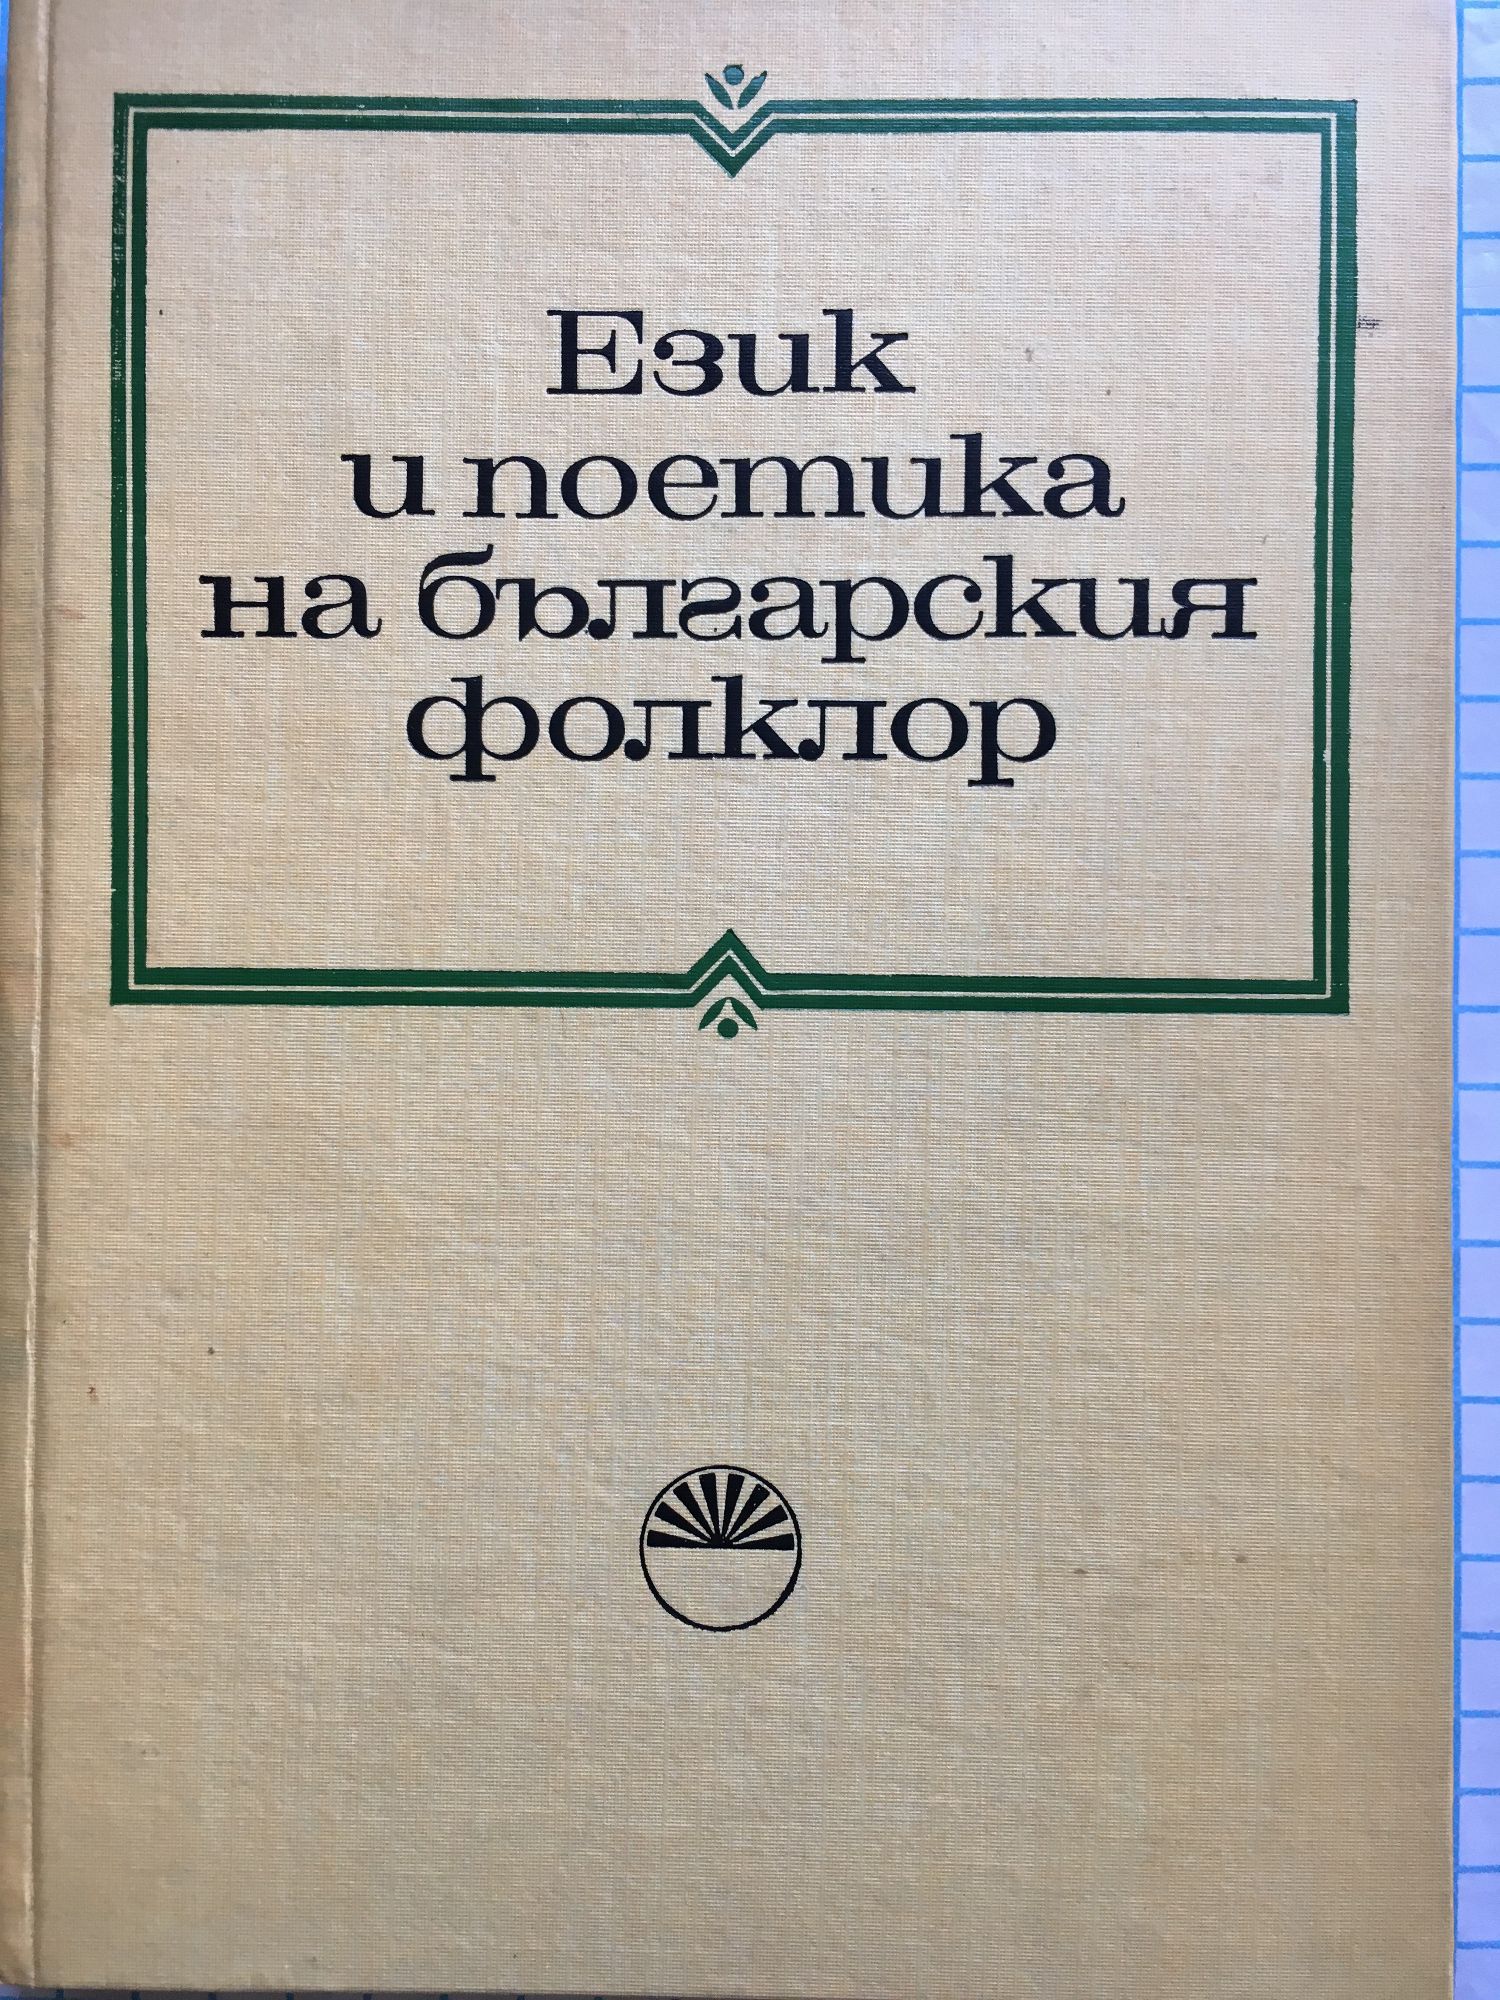 Език
и поетика
на българския
фолклор